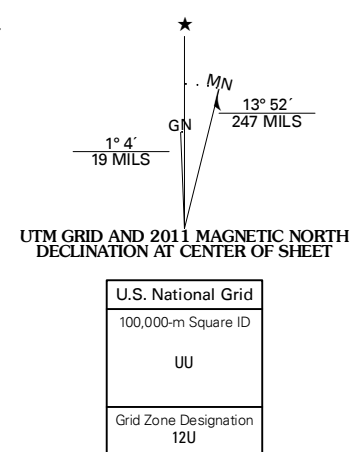 ★
MN
13° 52´
247 MILS
GN
1° 4´
19 MILS
UTM GRID AND 2011 MAGNETIC NORTH
DECLINATION AT CENTER OF SHEET
U.S. National Grid
100,000-m Square ID
UU
Grid Zone Designation
12U